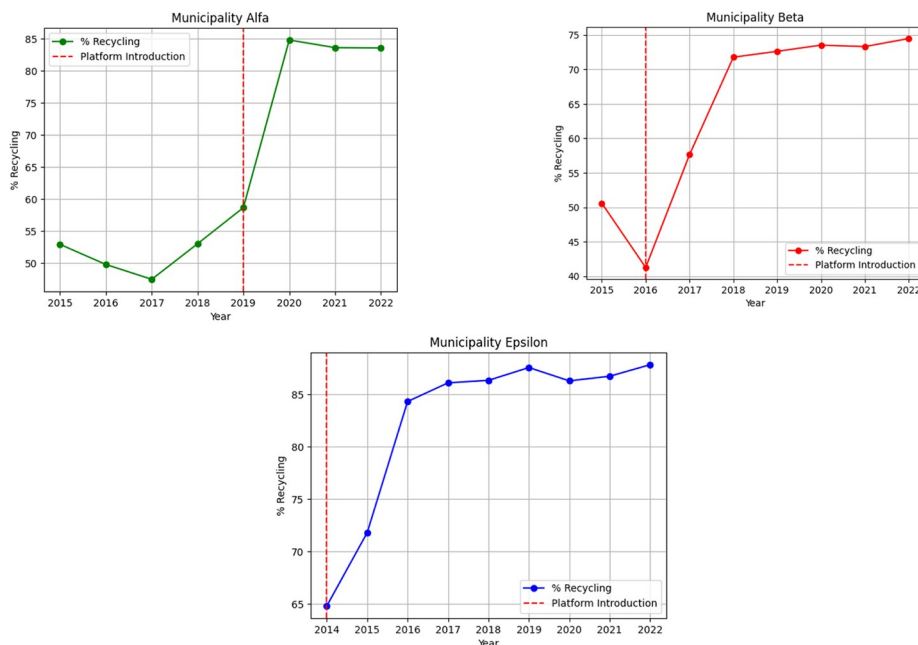 Municipality Alfa
% Recycling
Platform Introduction
85
80
75
70
65
60
55
50
% Recycling
2015 2016 2017 2018 2019 2020 2021 2022
Year
Municipality Beta
75
70
65
60
55
50
45
40
% Recycling
% Recycling
Platform Introduction
2015 2016 2017 2018 2019 2020 2021 2022
Year
Municipality Epsilon
85
80
75
70
65
% Recycling
% Recycling
Platform Introduction
2014 2015 2016 2017 2018 2019 2020 2021 2022
Year